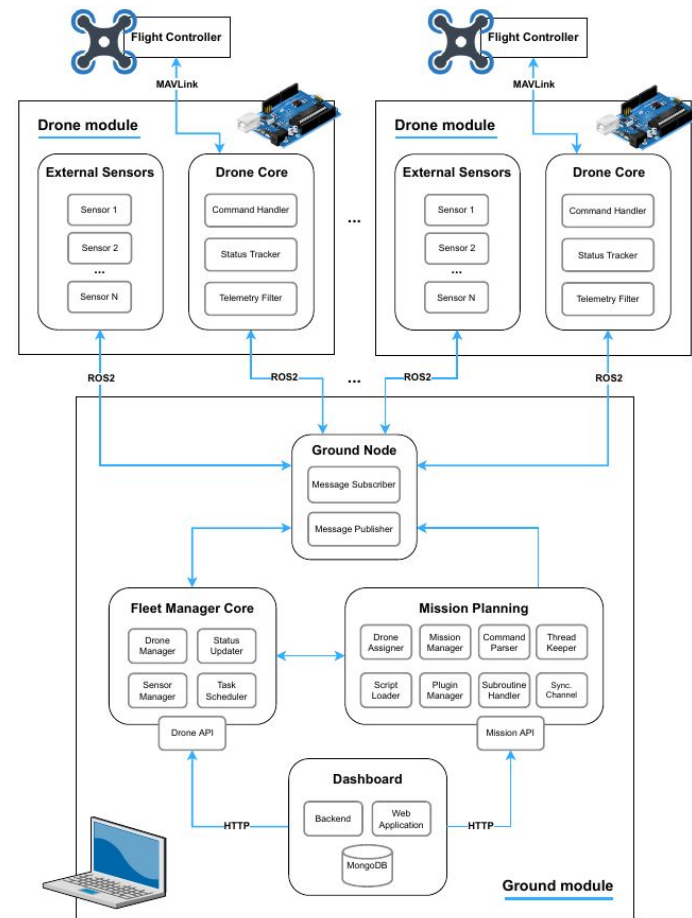 Flight Controller
Flight Controller
MAVLink
MAVLink
Drone module
External Sensors
Sensor 1
Sensor 2
...
Sensor N
Drone Core
Command Handler
Status Tracker
Telemetry Filter
...
Drone module
External Sensors
Sensor 1
Sensor 2
...
Sensor N
Drone Core
Command Handler
Status Tracker
Telemetry Filter
ROS2
ROS2
...
ROS2
ROS2
Ground Node
Message Subscriber
Message Publisher
Fleet Manager Core
Drone
Manager
Status
Updater
Sensor
Manager
Task
Scheduler
Drone API
Mission Planning
Drone
Assigner
Mission
Manager
Command
Parser
Thread
Keeper
Script
Loader
Plugin
Manager
Subroutine
Handler
Sync.
Channel
Mission API
Dashboard
Backend
Web
Application
MongoDB
HTTP
HTTP
Ground module